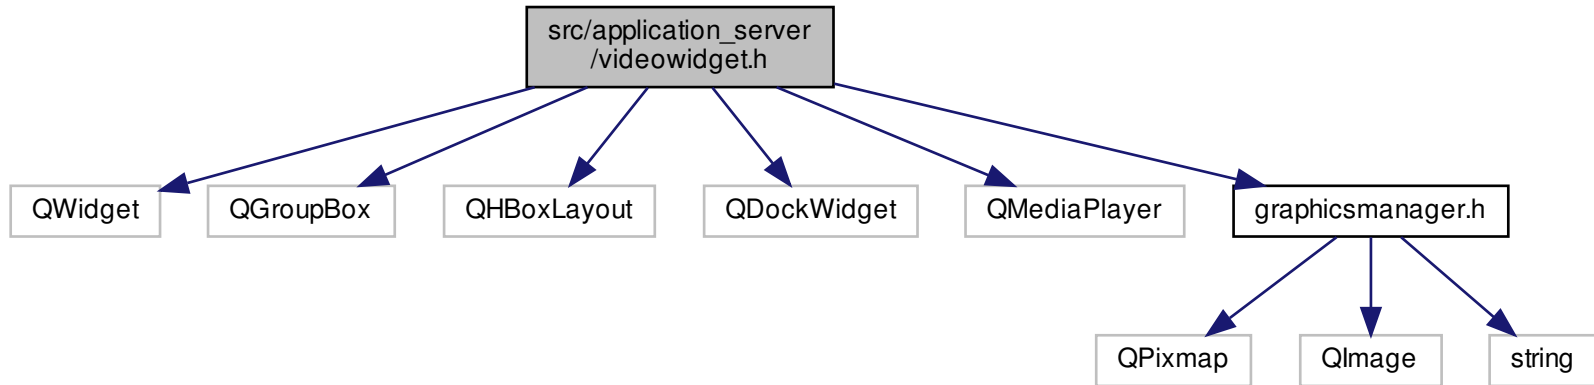 src/application_server
/videowidget.h
QWidget
QGroupBox
QHBoxLayout
QDockWidget
QMediaPlayer
graphicsmanager.h
QPixmap
QImage
string